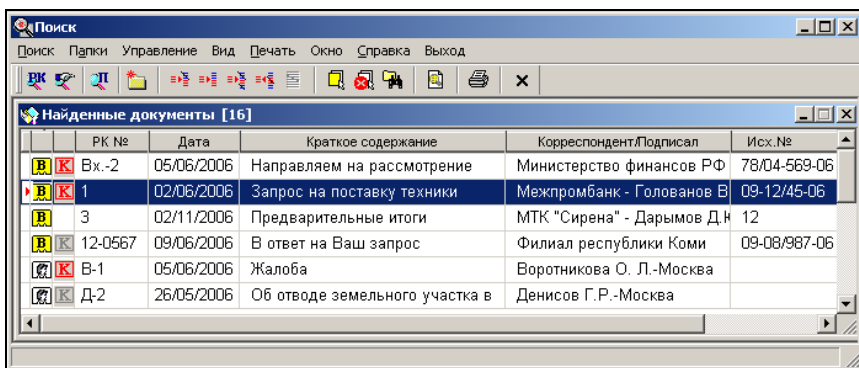 Поиск
Поиск Папки Управление Вид Печать Окно Справка Выход
РК П
Найденные документы [16]
РК № Дата Краткое содержание Корреспондент/Подписал Исх.№
В К Вх.-2 05/06/2006 Направляем на рассмотрение Министерство финансов РФ 78/04-569-06
В К 1 02/06/2006 Запрос на поставку техники Межпромбанк - Голованов В 09-12/45-06
В 3 02/11/2006 Предварительные итоги МТК "Сирена" - Дарымов Д.Ю 12
В К 12-0567 09/06/2006 В ответ на Ваш запрос Филиал республики Коми 09-08/987-06
К В-1 05/06/2006 Жалоба Воротникова О. Л.-Москва
К Д-2 26/05/2006 Об отводе земельного участка в Денисов Г.Р.-Москва